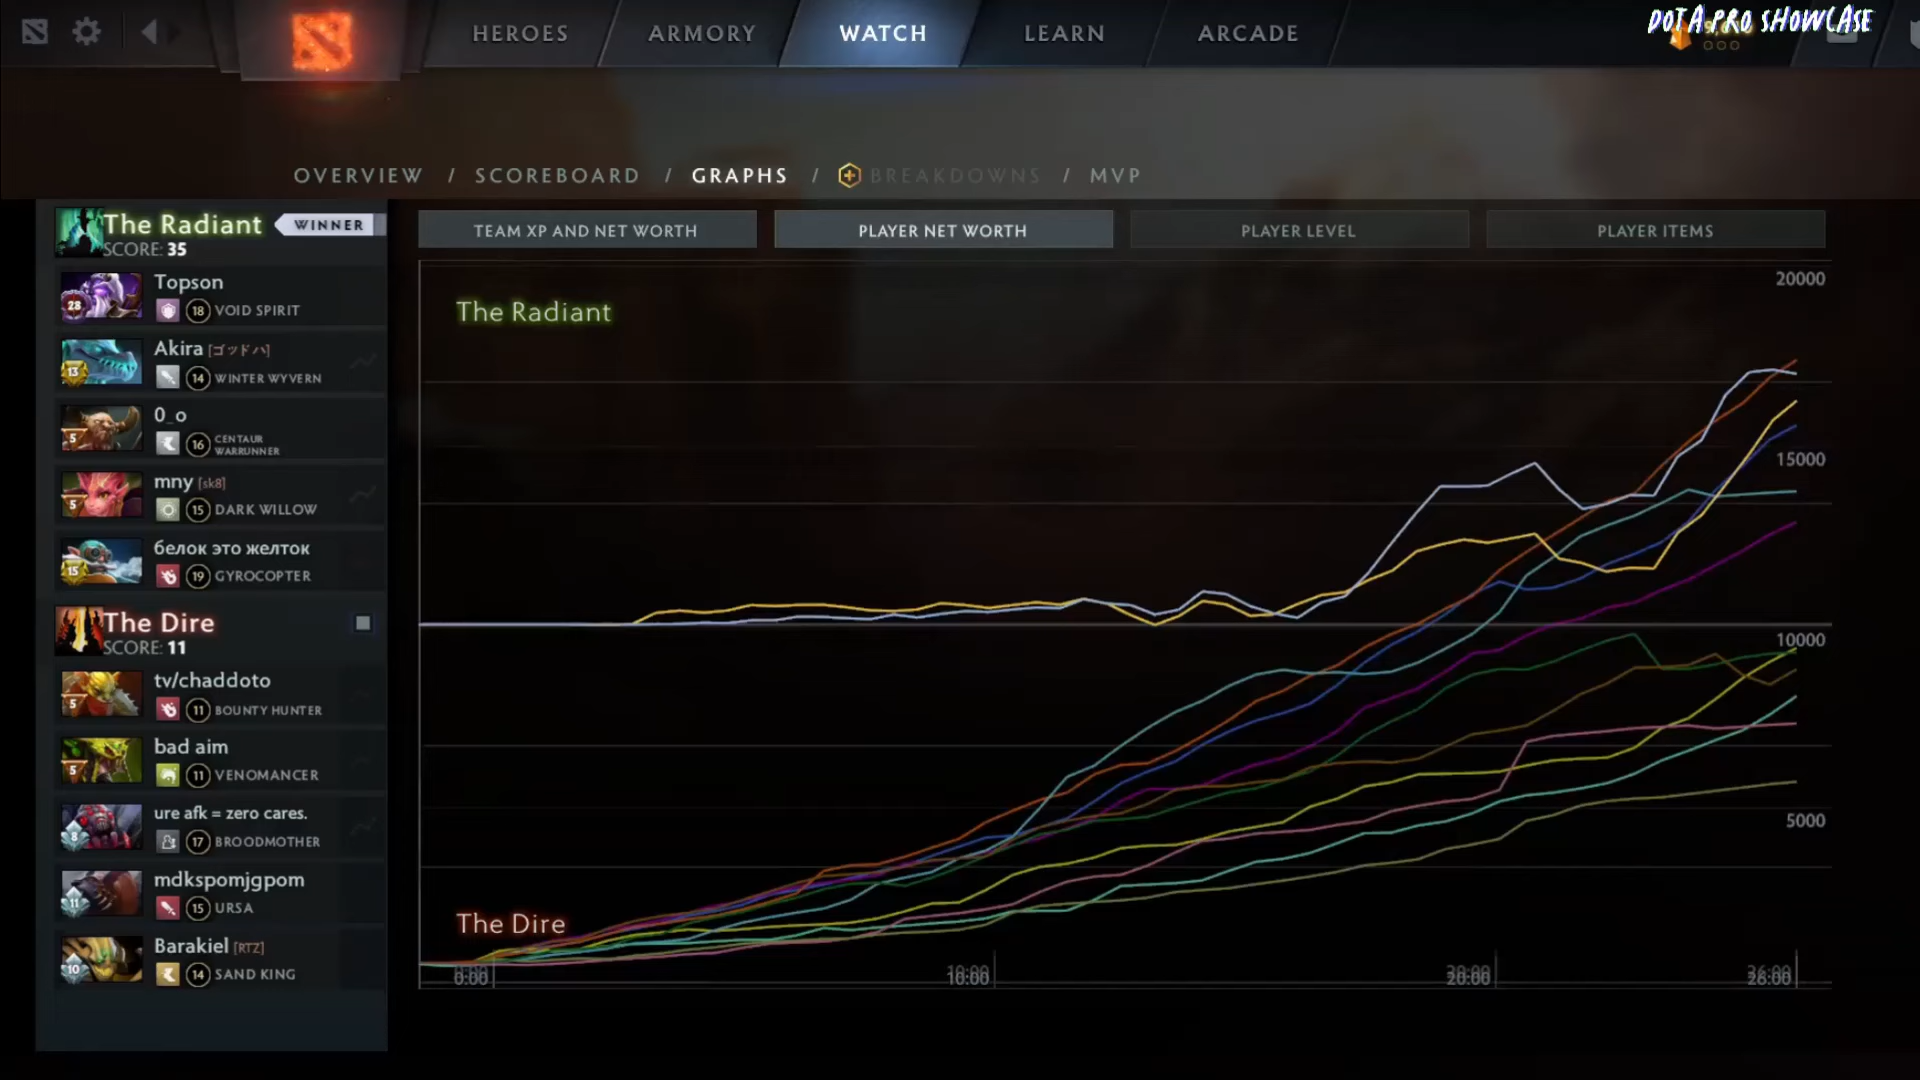 DOTA PRO SHOWCASE
HEROES
ARMORY
WATCH
LEARN
ARCADE
OVERVIEW / SCOREBOARD / GRAPHS / BREAKDOWNS / MVP
The Radiant
WINNER
SCORE: 35
28
Topson
18 VOID SPIRIT
13
Akira [ゴッドハ]
14 WINTER WYVERN
5
0_o
16 CENTAUR
WARRUNNER
5
mny [sk8]
15 DARK WILLOW
15
белок это желток
19 GYROCOPTER
The Dire
SCORE: 11
5
tv/chaddoto
11 BOUNTY HUNTER
5
bad aim
11 VENOMANCER
8
ure afk = zero cares.
17 BROODMOTHER
11
mdkspomjgpom
15 URSA
10
Barakiel [RTZ]
14 SAND KING
TEAM XP AND NET WORTH
PLAYER NET WORTH
PLAYER LEVEL
PLAYER ITEMS
The Radiant
20000
15000
10000
5000
The Dire
0:00
10:00
20:00
26:00